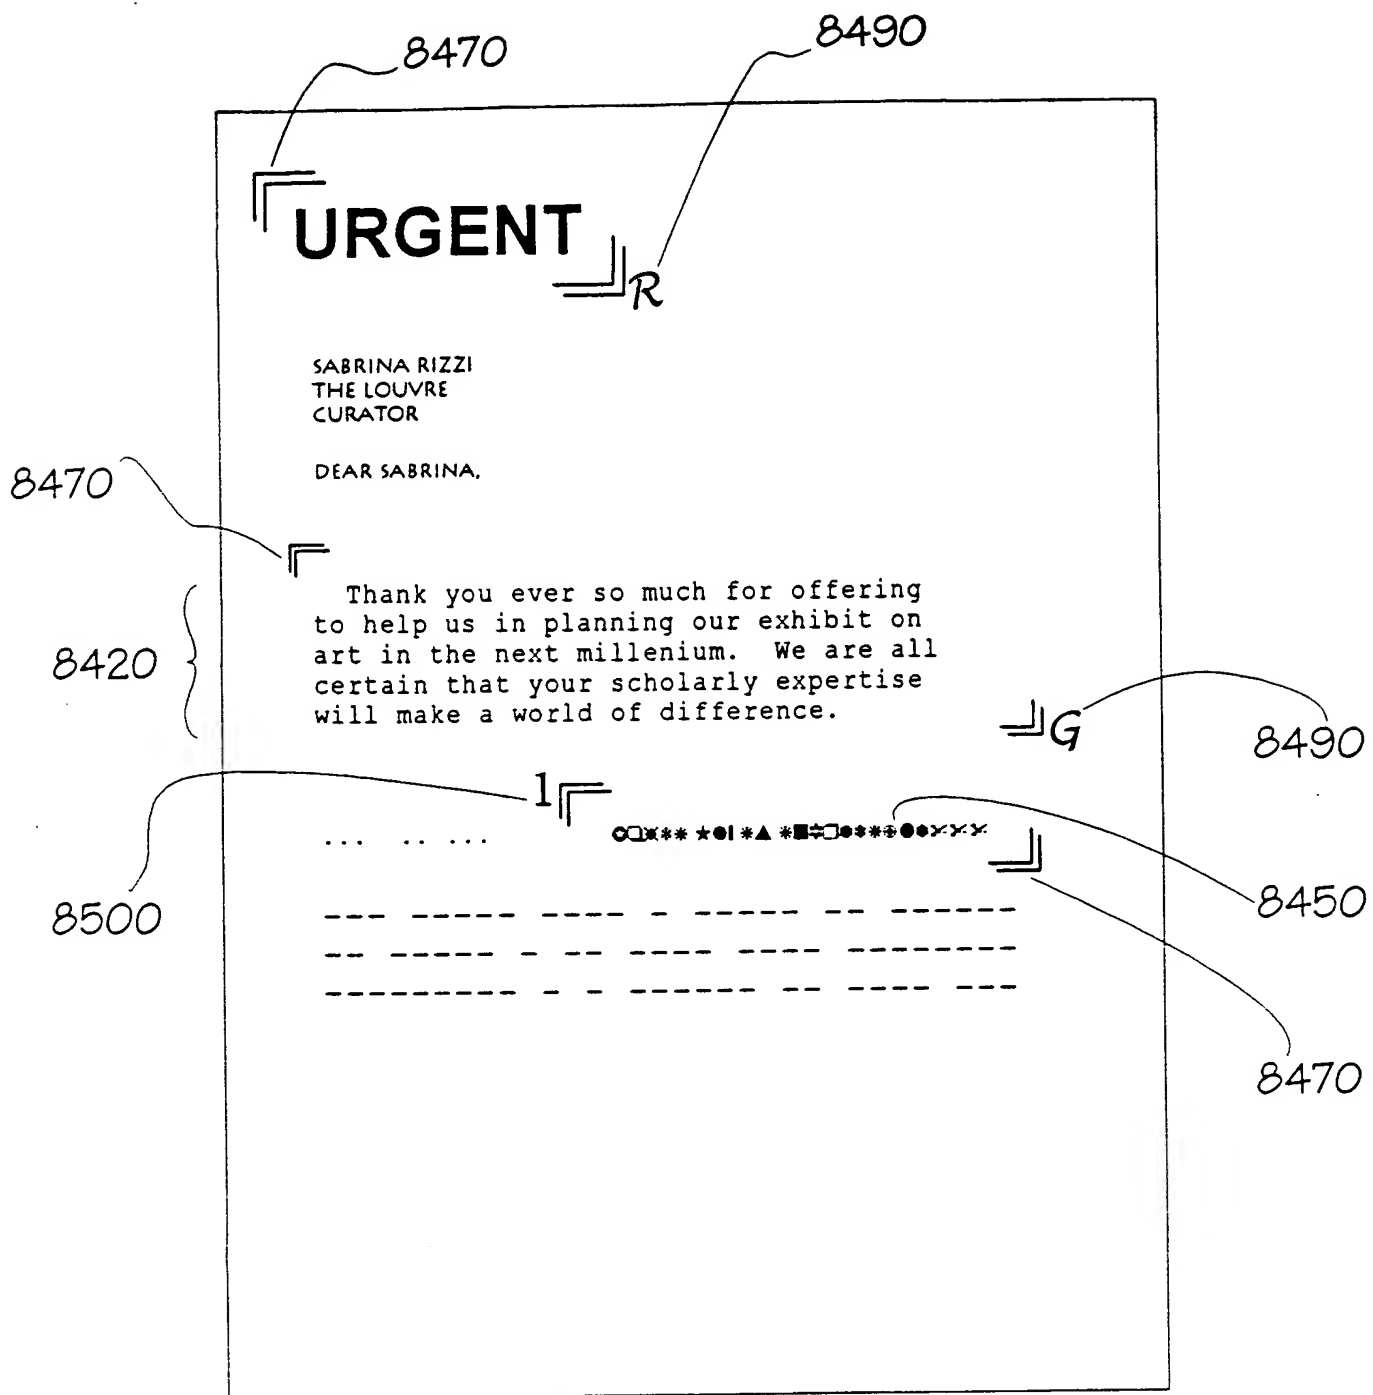 8470
8490
URGENT
R
SABRINA RIZZI
THE LOUVRE
CURATOR
DEAR SABRINA,
8470
Thank you ever so much for offering
to help us in planning our exhibit on
art in the next millenium. We are all
certain that your scholarly expertise
will make a world of difference.
8420
G
8490
1
... .. ...
8500
8450
--- ----- ---- - ----- -- ------
-- ----- - -- ---- ---- --------
--------- - - ------ -- ---- ---
8470